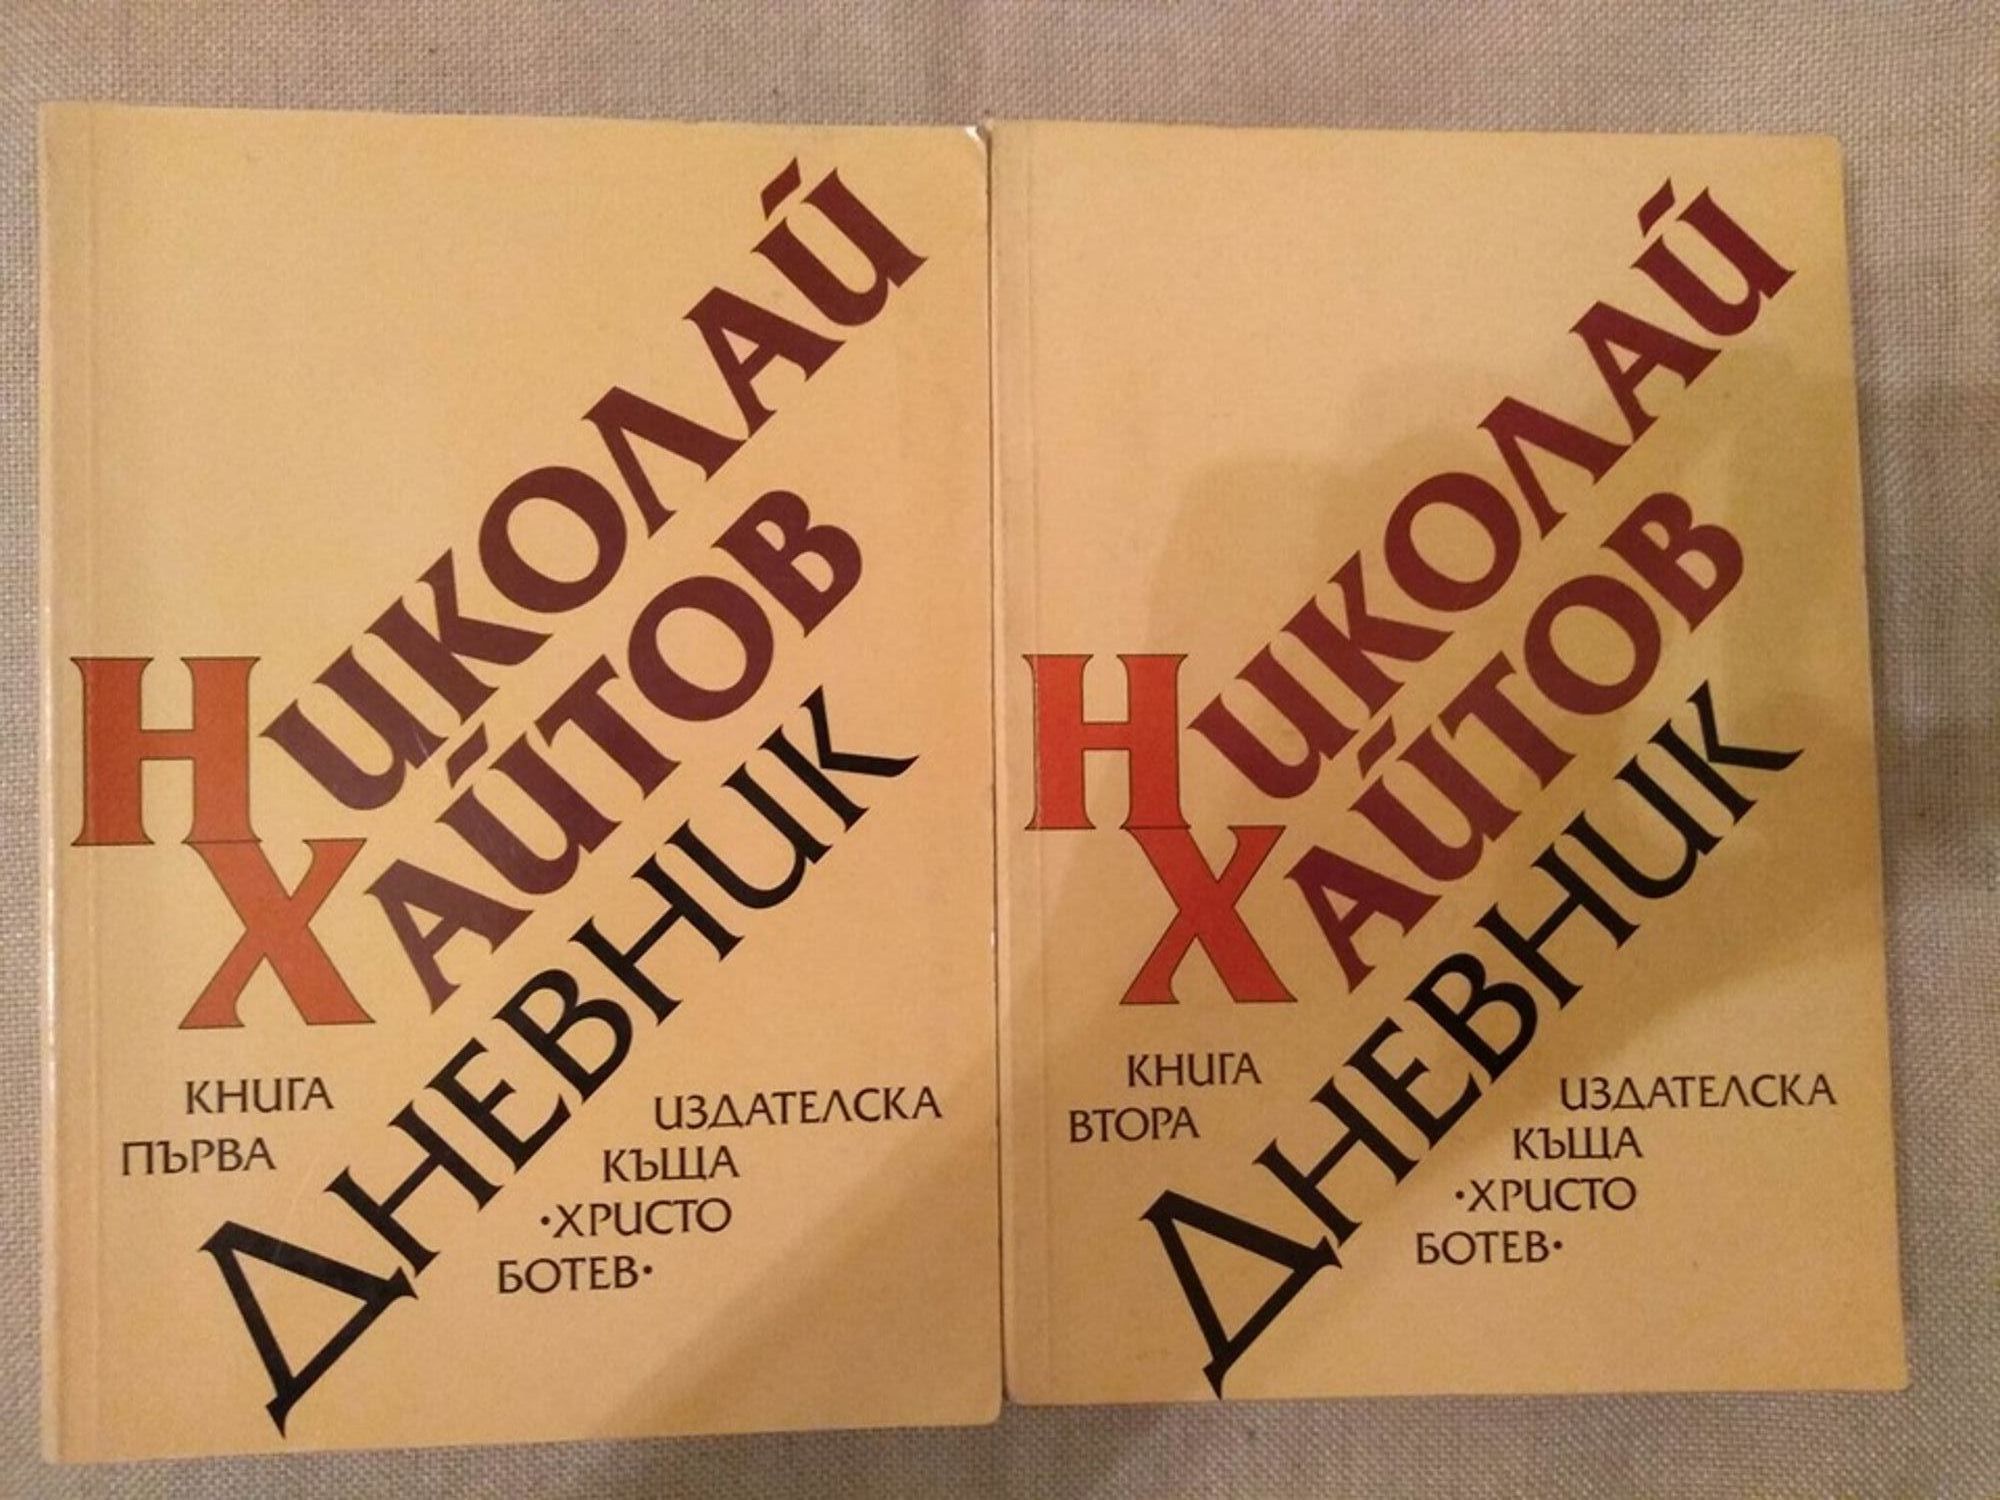 НИКОЛАЙ
ХАЙТОВ
ДНЕВНИК
КНИГА
ПЪРВА
ИЗДАТЕЛСКА
КЪЩА
•ХРИСТО
БОТЕВ•
НИКОЛАЙ
ХАЙТОВ
ДНЕВНИК
КНИГА
ВТОРА
ИЗДАТЕЛСКА
КЪЩА
•ХРИСТО
БОТЕВ•